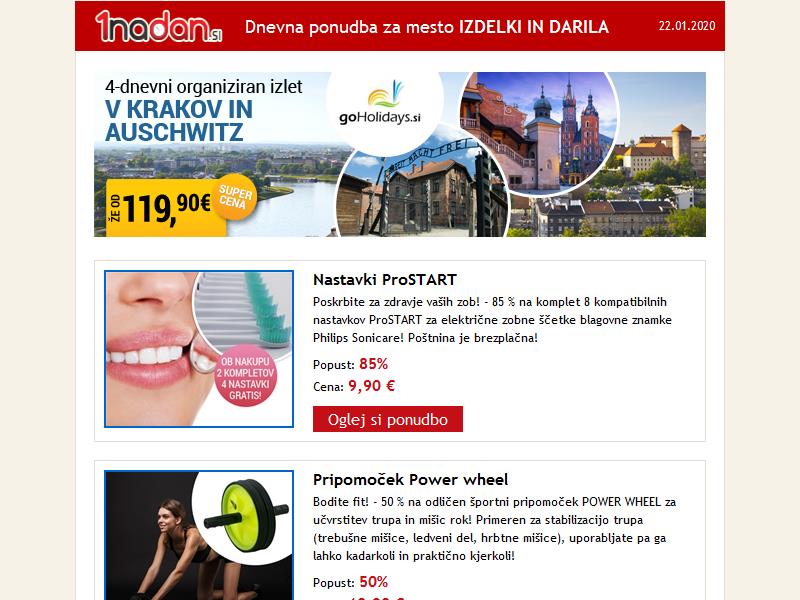 1nadan.si
Dnevna ponudba za mesto IZDELKI IN DARILA
22.01.2020
4-dnevni organiziran izlet
V KRAKOV IN
AUSCHWITZ
goHolidays.si
ŽE OD 119,90€
SUPER
CENA
MACHT FREI
Nastavki ProSTART
Poskrbite za zdravje vaših zob! - 85 % na komplet 8 kompatibilnih
nastavkov ProSTART za električne zobne ščetke blagovne znamke
Philips Sonicare! Poštnina je brezplačna!
OB NAKUPU
2 KOMPLETOV
4 NASTAVKI
GRATIS!
Popust: 85%
Cena: 9,90 €
Oglej si ponudbo
Pripomoček Power wheel
Bodite fit! - 50 % na odličen športni pripomoček POWER WHEEL za
učvrstitev trupa in mišic rok! Primeren za stabilizacijo trupa
(trebušne mišice, ledveni del, hrbtne mišice), uporabljate pa ga
lahko kadarkoli in praktično kjerkoli!
Popust: 50%